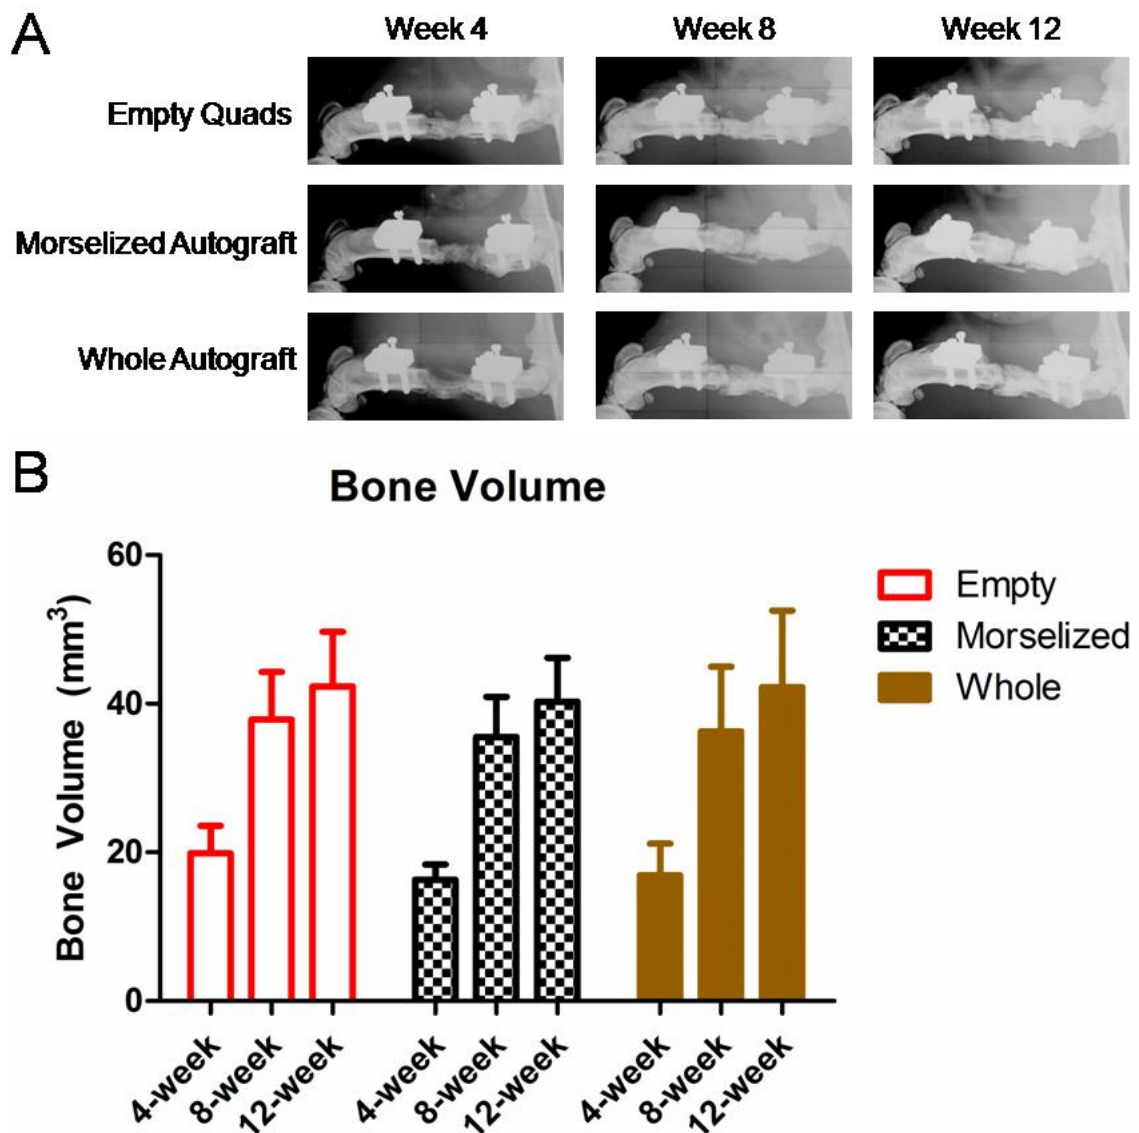 A
Week 4 Week 8 Week 12
Empty Quads
Morselized Autograft
Whole Autograft
B
Bone Volume
Bone Volume (mm³)
60
40
20
0
Empty
Morselized
Whole
4-week 8-week 12-week 4-week 8-week 12-week 4-week 8-week 12-week